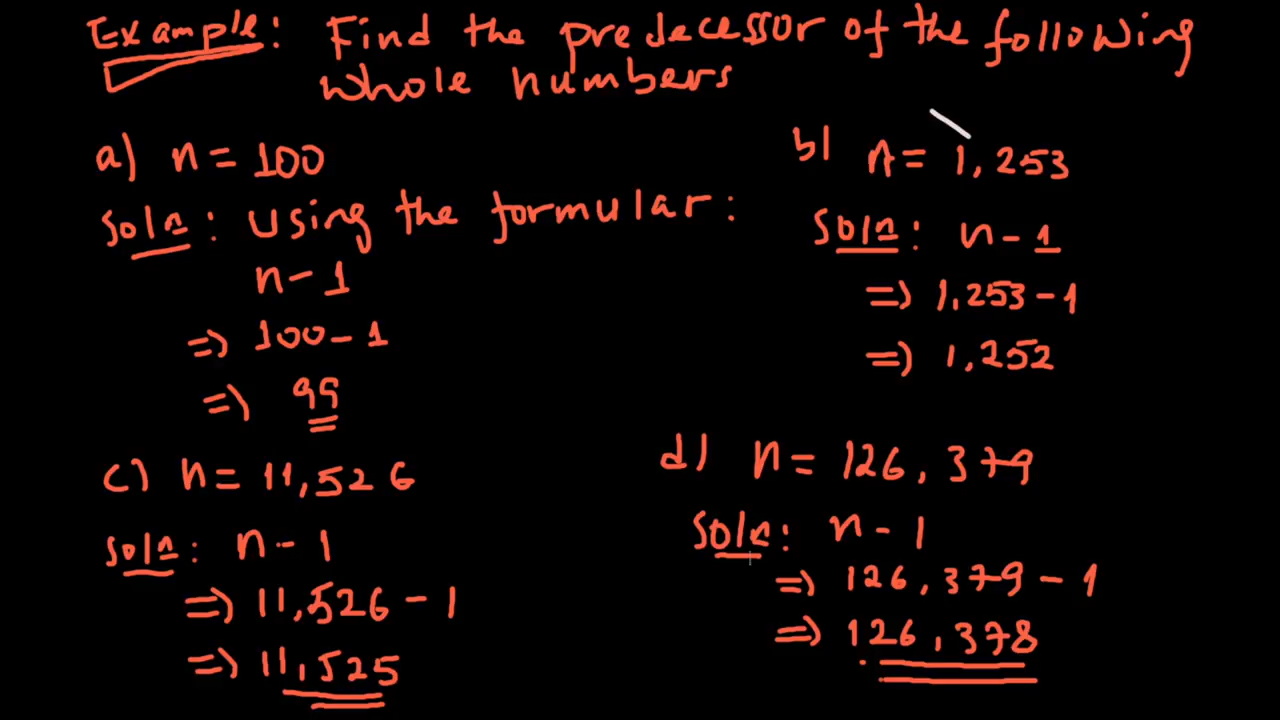 Example: Find the predecessor of the following
whole numbers
a) n = 100
Soln: Using the formular:
n - 1
=> 100 - 1
=> 99
b) n = 1,253
Soln: n - 1
=> 1,253 - 1
=> 1,252
c) n = 11,526
Soln: n - 1
=> 11,526 - 1
=> 11,525
d) n = 126,379
Soln: n - 1
=> 126,379 - 1
=> 126,378